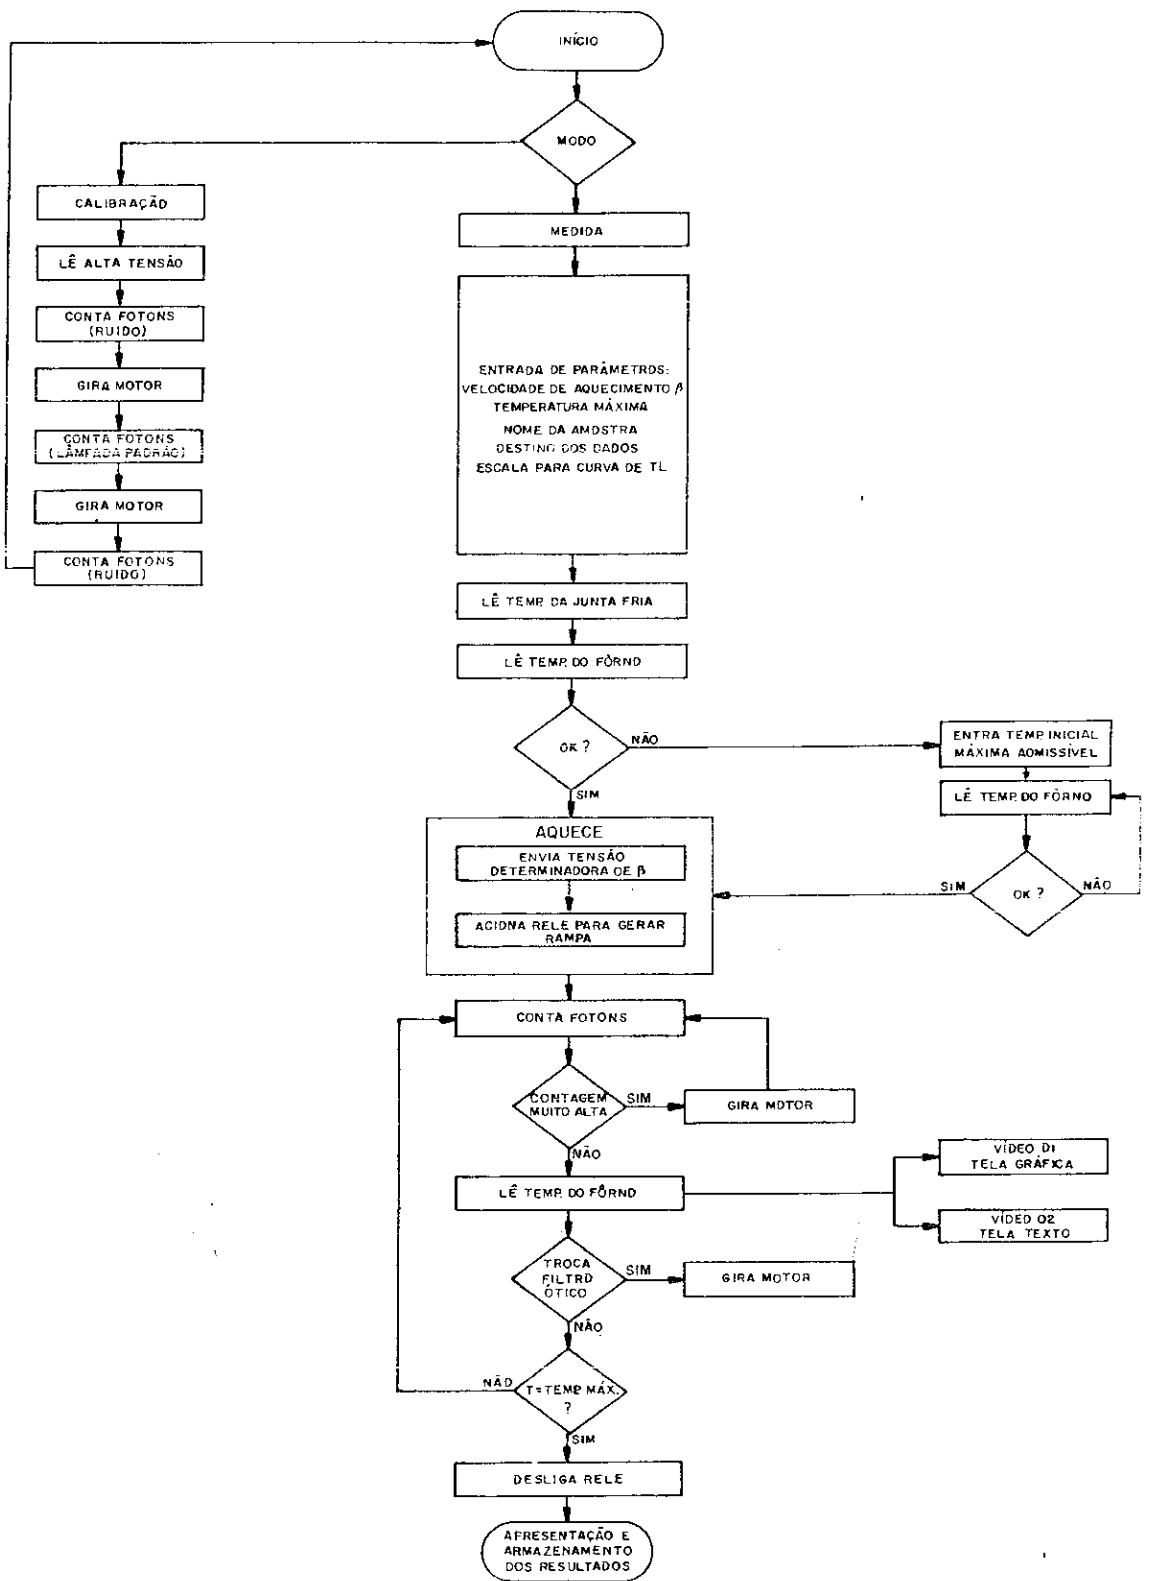 INÍCIO
MODO
CALIBRAÇÃO
LÊ ALTA TENSÃO
CONTA FOTONS
(RUIDO)
GIRA MOTOR
CONTA FOTONS
(LÂMPADA PADRÃO)
GIRA MOTOR
CONTA FOTONS
(RUIDO)
MEDIDA
ENTRADA DE PARÂMETROS:
VELOCIDADE DE AQUECIMENTO β
TEMPERATURA MÁXIMA
NOME DA AMOSTRA
DESTINO DOS DADOS
ESCALA PARA CURVA DE TL
LÊ TEMP. DA JUNTA FRIA
LÊ TEMP. DO FÔRNO
OK ?
NÃO
SIM
ENTRA TEMP. INICIAL
MÁXIMA ADMISSÍVEL
LÊ TEMP. DO FÔRNO
OK ?
SIM
NÃO
AQUECE
ENVIA TENSÃO
DETERMINADORA DE β
ACIONA RELE PARA GERAR
RAMPA
CONTA FOTONS
CONTAGEM
MUITO ALTA
SIM
GIRA MOTOR
NÃO
LÊ TEMP. DO FÔRNO
VÍDEO 01
TELA GRÁFICA
VÍDEO 02
TELA TEXTO
TROCA
FILTRO
ÓTICO
SIM
GIRA MOTOR
NÃO
T = TEMP. MÁX.
?
NÃO
SIM
DESLIGA RELE
APRESENTAÇÃO E
ARMAZENAMENTO
DOS RESULTADOS